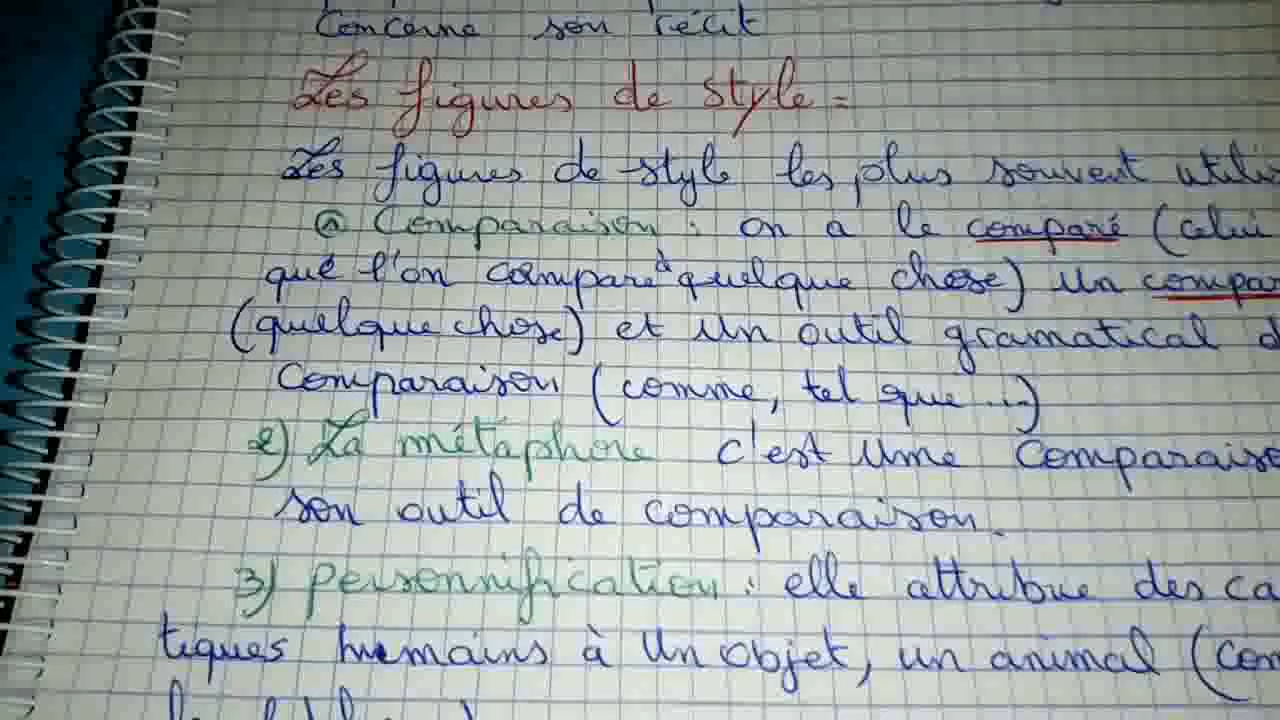 Concerne son récit
Les figures de style =
Les figures de style les plus souvent utilis
@ Comparaison : on a le comparé (celui
que l'on compare à quelque chose) un compar
(quelque chose) et un outil gramatical d
Comparaison (comme, tel que ...)
2) La métaphore c'est une Comparaiso
son outil de comparaison.
3) personnification : elle attribue des ca
tiques humains à un objet, un animal (com